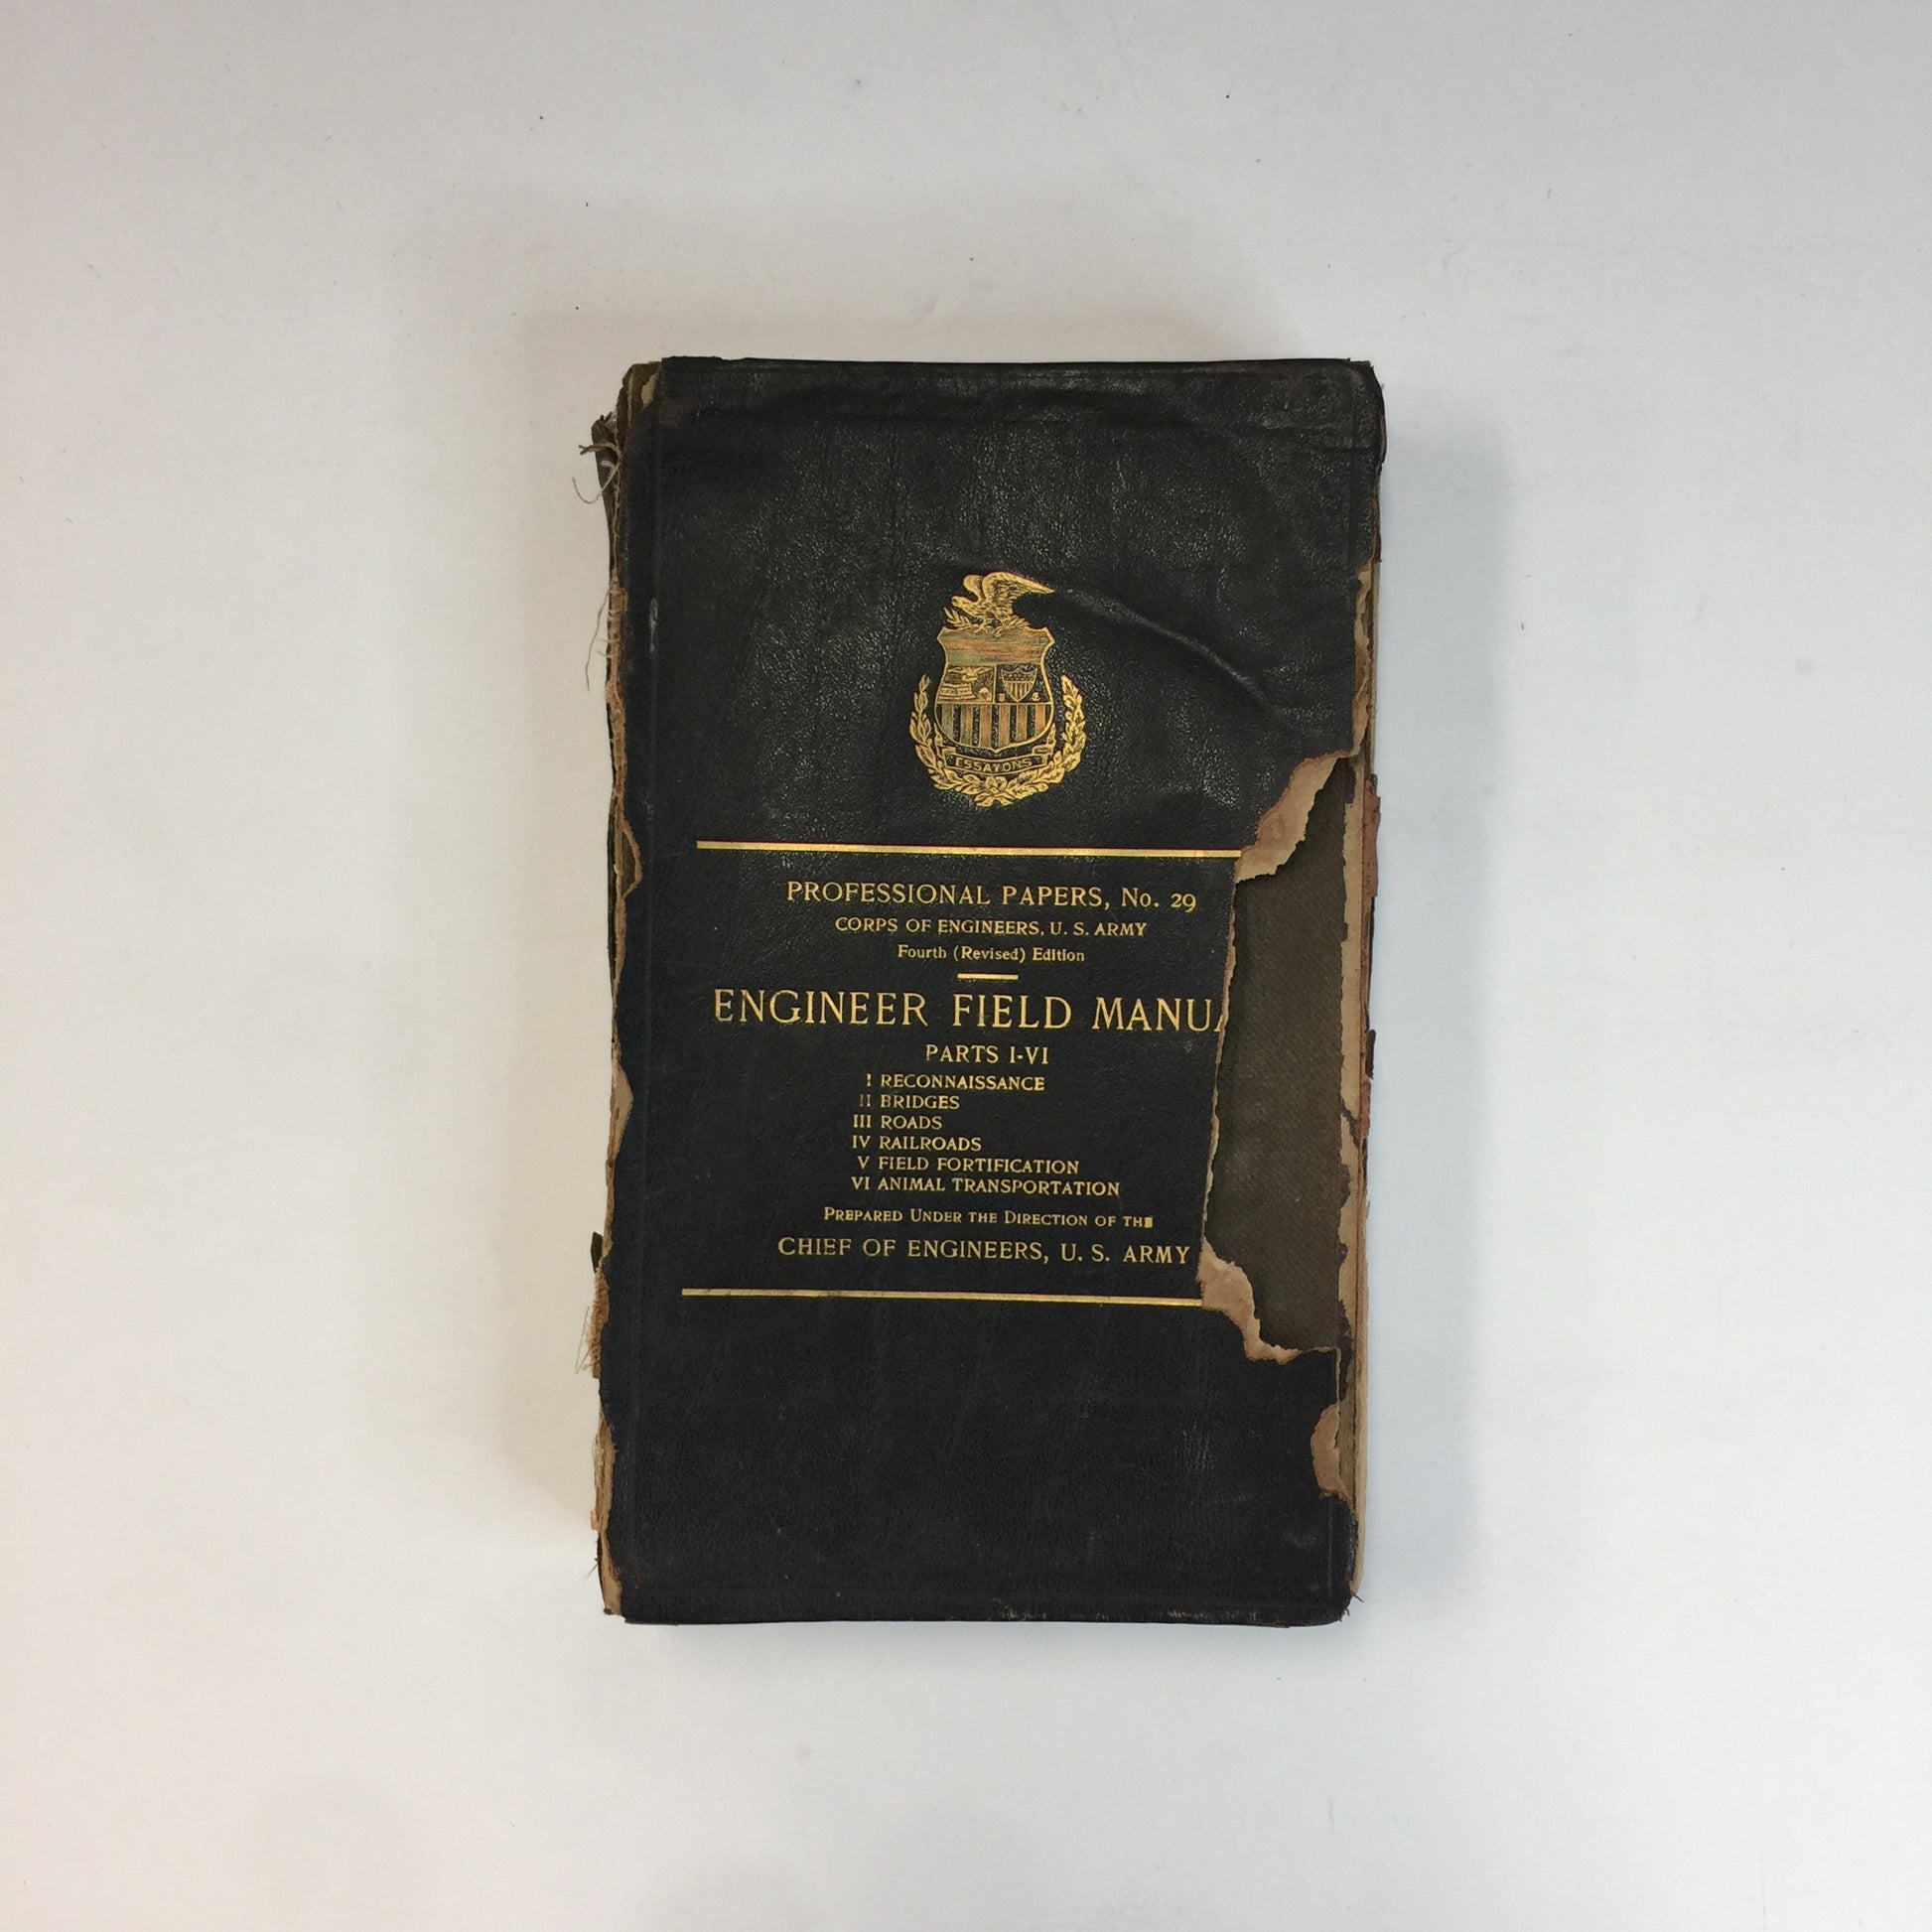 ESSAYONS
PROFESSIONAL PAPERS, No. 29
CORPS OF ENGINEERS, U. S. ARMY
Fourth (Revised) Edition
ENGINEER FIELD MANUA
PARTS I-VI
I RECONNAISSANCE
II BRIDGES
III ROADS
IV RAILROADS
V FIELD FORTIFICATION
VI ANIMAL TRANSPORTATION
PREPARED UNDER THE DIRECTION OF THE
CHIEF OF ENGINEERS, U. S. ARMY